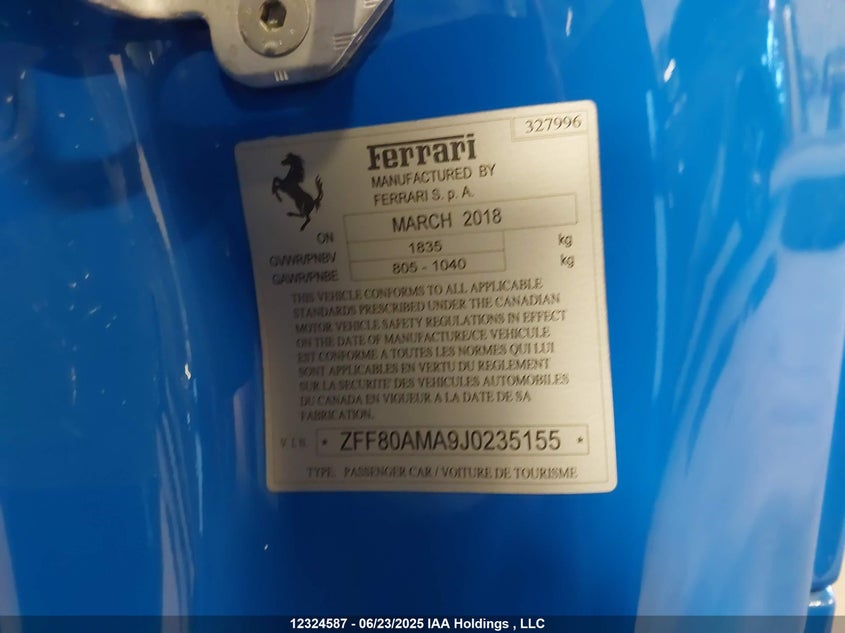 327996
Ferrari
MANUFACTURED BY
FERRARI S. p. A.
ON MARCH 2018
GVWR/PNBV 1835 kg
GAWR/PNBE 805 - 1040 kg
THIS VEHICLE CONFORMS TO ALL APPLICABLE
STANDARDS PRESCRIBED UNDER THE CANADIAN
MOTOR VEHICLE SAFETY REGULATIONS IN EFFECT
ON THE DATE OF MANUFACTURE/CE VEHICULE
EST CONFORME A TOUTES LES NORMES QUI LUI
SONT APPLICABLES EN VERTU DU REGLEMENT
SUR LA SECURITE' DES VEHICULES AUTOMOBILES
DU CANADA EN VIGUEUR A LA DATE DE SA
FABRICATION.
V. I. N. * ZFF80AMA9J0235155 *
TYPE: PASSENGER CAR / VOITURE DE TOURISME
12324587 - 06/23/2025 IAA Holdings , LLC